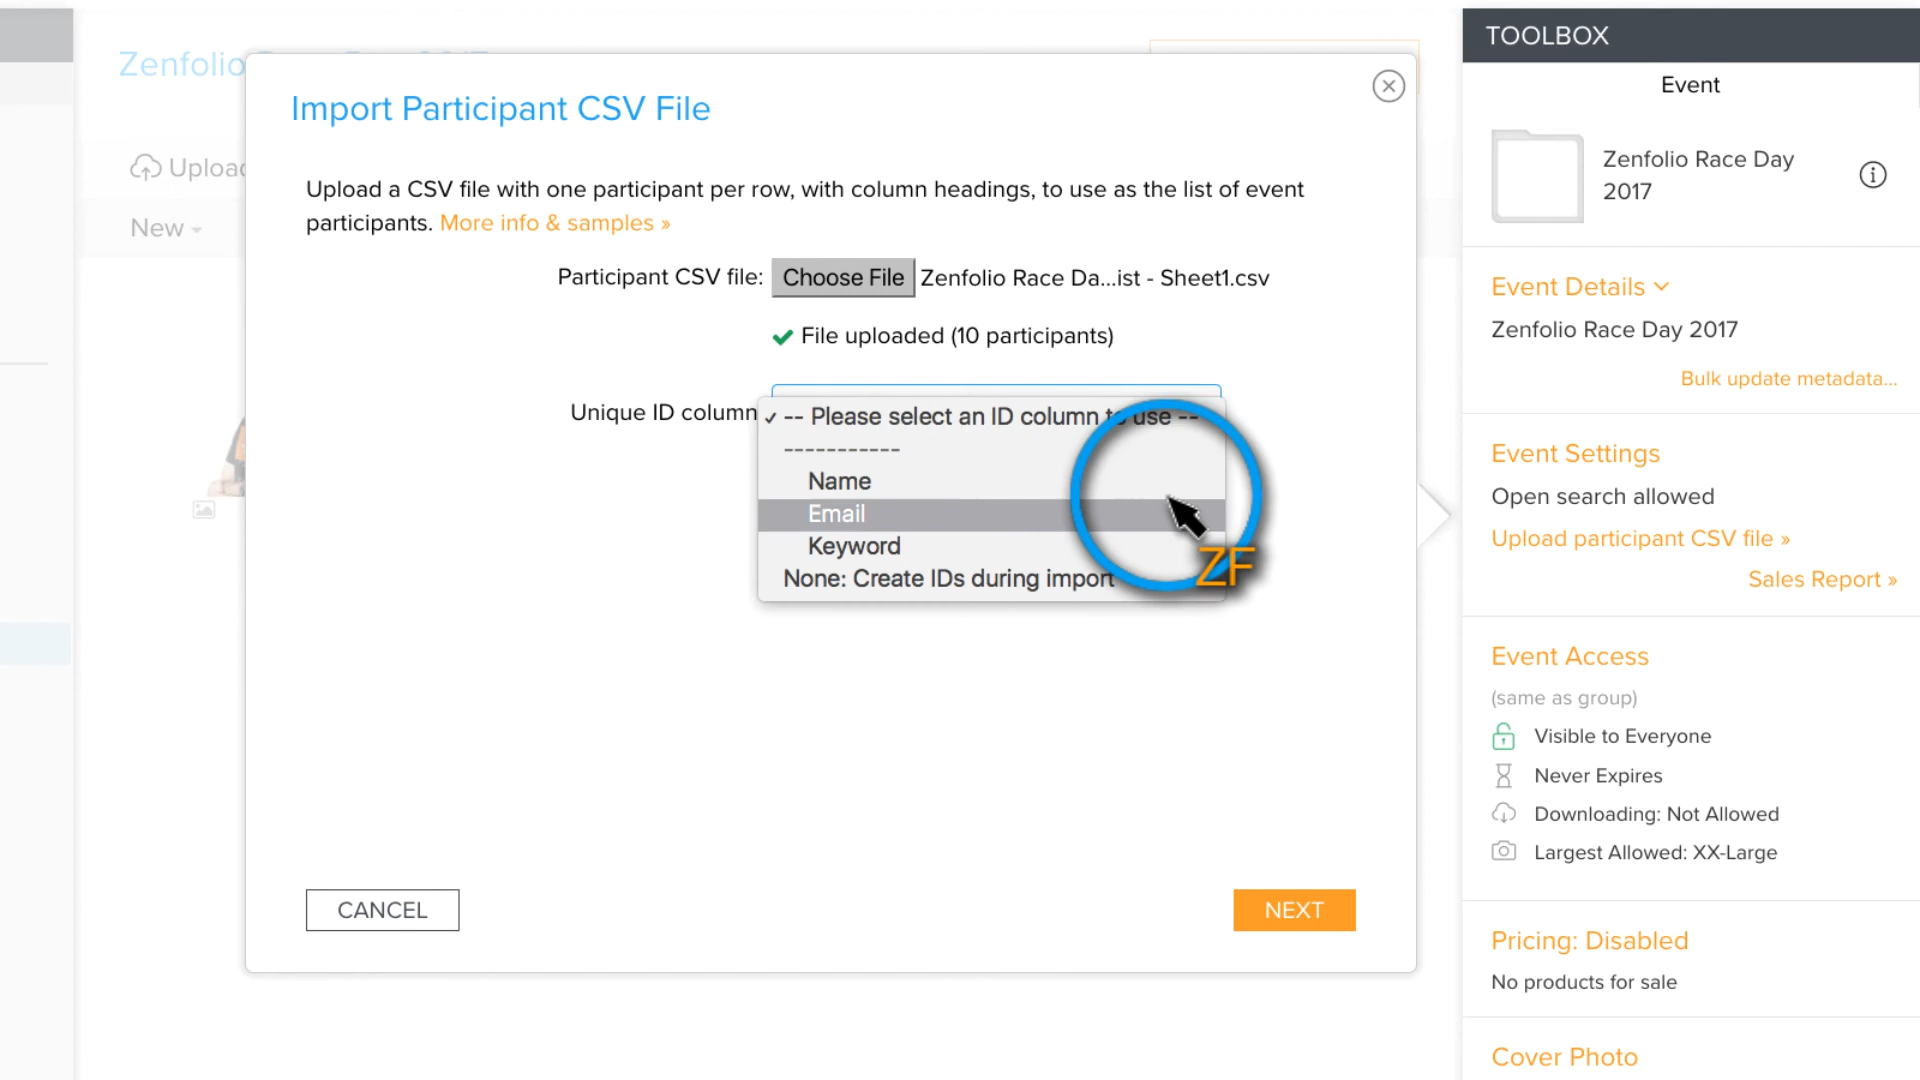 Zenfolio
Upload
New
Import Participant CSV File
Upload a CSV file with one participant per row, with column headings, to use as the list of event
participants. More info & samples »
Participant CSV file: Choose File Zenfolio Race Da...ist - Sheet1.csv
File uploaded (10 participants)
Unique ID column
-- Please select an ID column to use --
-----------
Name
Email
Keyword
None: Create IDs during import
ZF
CANCEL
NEXT
TOOLBOX
Event
Zenfolio Race Day
2017
Event Details
Zenfolio Race Day 2017
Bulk update metadata...
Event Settings
Open search allowed
Upload participant CSV file »
Sales Report »
Event Access
(same as group)
Visible to Everyone
Never Expires
Downloading: Not Allowed
Largest Allowed: XX-Large
Pricing: Disabled
No products for sale
Cover Photo